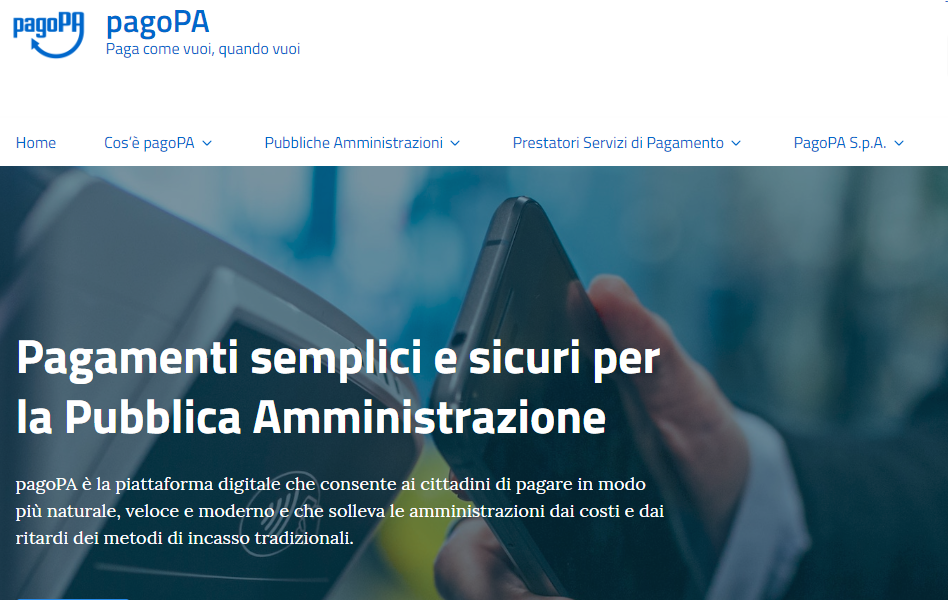 pagoPA
pagoPA
Paga come vuoi, quando vuoi
Home Cos'è pagoPA Pubbliche Amministrazioni Prestatori Servizi di Pagamento PagoPA S.p.A.
Pagamenti semplici e sicuri per
la Pubblica Amministrazione
pagoPA è la piattaforma digitale che consente ai cittadini di pagare in modo
più naturale, veloce e moderno e che solleva le amministrazioni dai costi e dai
ritardi dei metodi di incasso tradizionali.